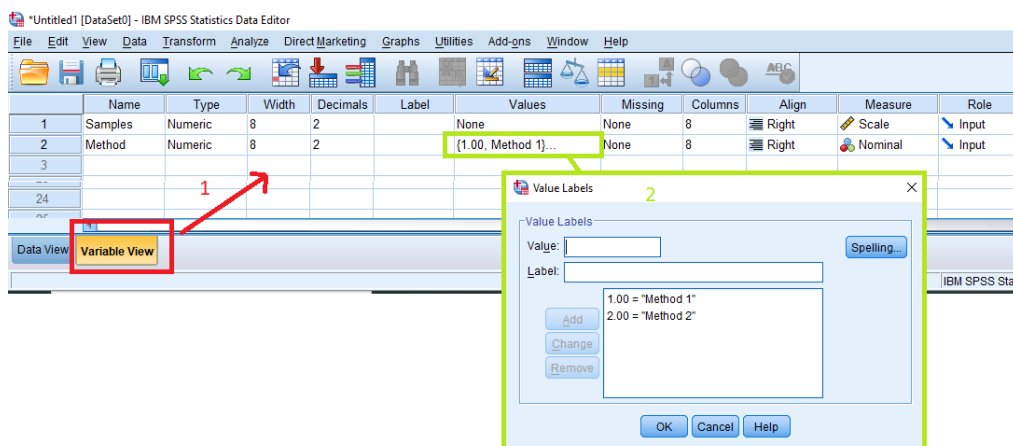 *Untitled1 [DataSet0] - IBM SPSS Statistics Data Editor
File Edit View Data Transform Analyze Direct Marketing Graphs Utilities Add-ons Window Help
Name Type Width Decimals Label Values Missing Columns Align Measure Role
1 Samples Numeric 8 2 None None 8 Right Scale Input
2 Method Numeric 8 2 {1.00, Method 1}... None 8 Right Nominal Input
3
24
1
Data View Variable View
IBM SPSS Sta
Value Labels
2
Value Labels
Value:
Spelling...
Label:
1.00 = "Method 1"
2.00 = "Method 2"
Add
Change
Remove
OK Cancel Help